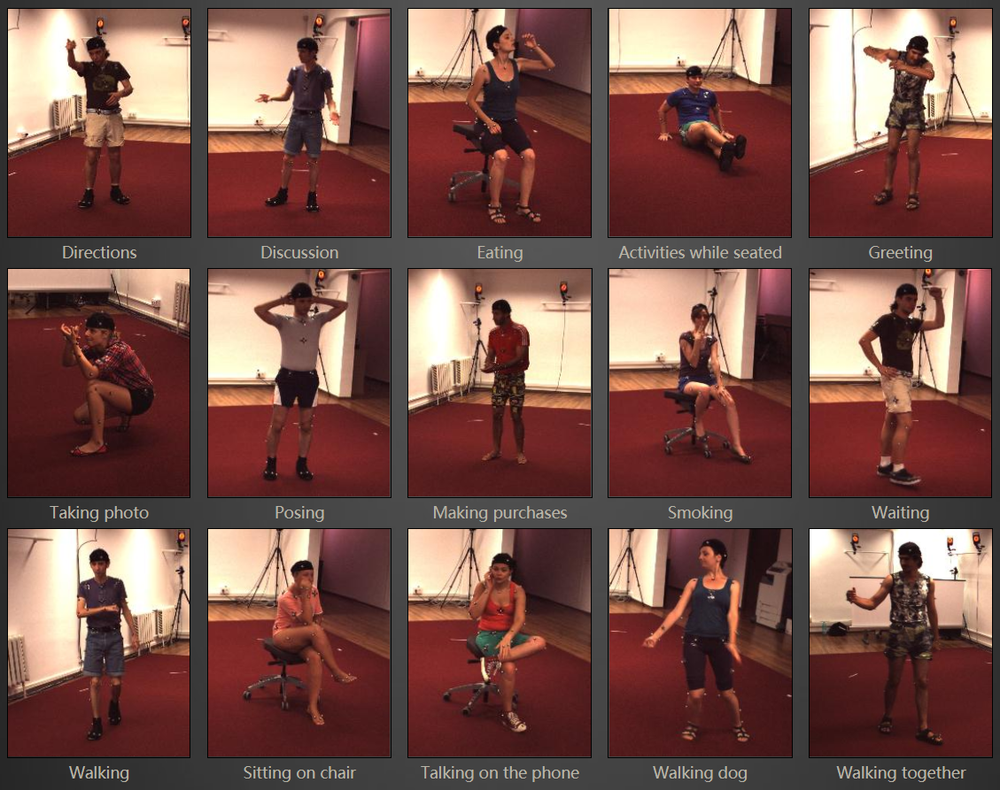 Directions
Discussion
Eating
Activities while seated
Greeting
Taking photo
Posing
Making purchases
Smoking
Waiting
Walking
Sitting on chair
Talking on the phone
Walking dog
Walking together